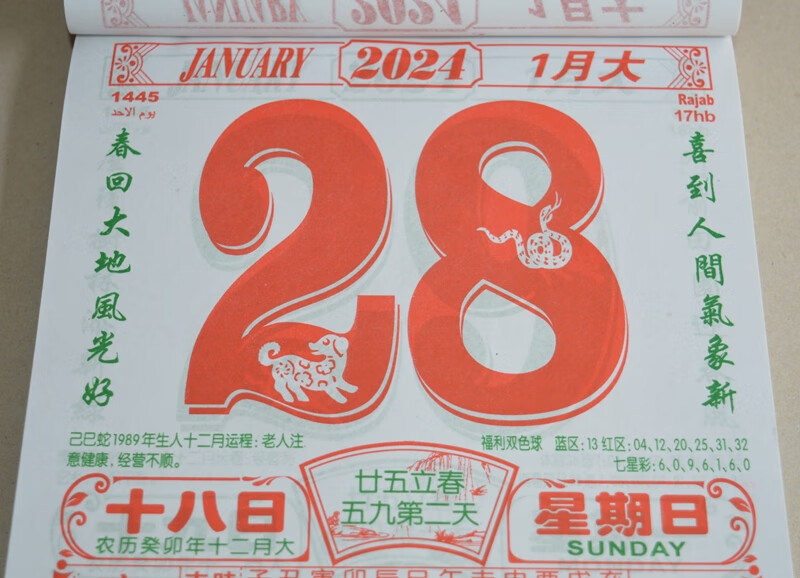 JANUARY 2024 1月大
1445
يوم الاحد
Rajab
17hb
28
春回大地風光好
喜到人間氣象新
己巳蛇1989年生人十二月运程：老人注
意健康，经营不顺。
福利双色球 蓝区：13 红区：04，12，20，25，31，32
七星彩：6，0，9，6，1，6，0
十八日
农历癸卯年十二月大
廿五立春
五九第二天
星期日
SUNDAY